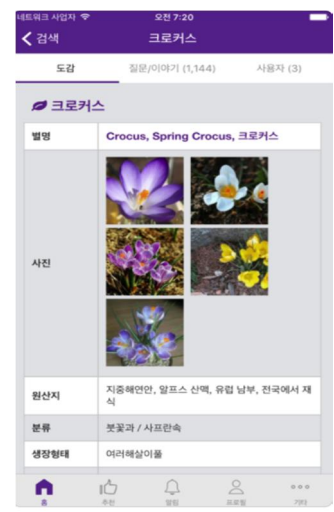 네트워크 사업자 오전 7:20
검색 크로커스
도감 질문/이야기 (1,144) 사용자 (3)
크로커스
별명 Crocus, Spring Crocus, 크로커스
사진
원산지 지중해연안, 알프스 산맥, 유럽 남부, 전국에서 재
식
분류 붓꽃과 / 사프란속
생장형태 여러해살이풀
홈 추천 알림 프로필 기타